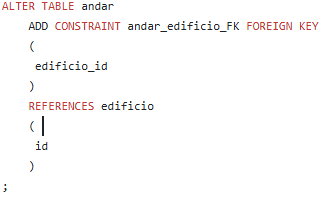 ALTER TABLE andar
ADD CONSTRAINT andar_edificio_FK FOREIGN KEY
(
edificio_id
)
REFERENCES edificio
(
id
)
;